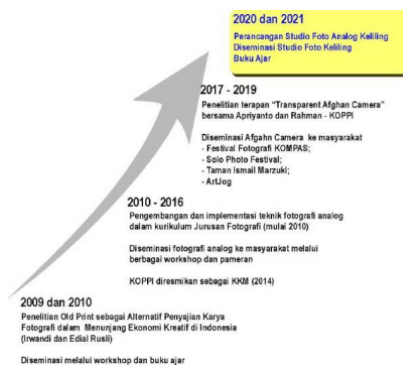 2020 dan 2021
Perancangan Studio Foto Analog Keliling
Diseminasi Studio Foto Keliling
Buku Ajar
2017 - 2019
Penelitian terapan “Transparent Afghan Camera”
bersama Apriyanto dan Rahman - KOPPI
Diseminasi Afgahn Camera ke masyarakat
- Festival Fotografi KOMPAS;
- Solo Photo Festival;
- Taman Ismail Marzuki;
- ArtJog
2010 - 2016
Pengembangan dan implementasi teknik fotografi analog
dalam kurikulum Jurusan Fotografi (mulai 2010)
Diseminasi fotografi analog ke masyarakat melalui
berbagai workshop dan pameran
KOPPI diresmikan sebagai KKM (2014)
2009 dan 2010
Penelitian Old Print sebagai Alternatif Penyajian Karya
Fotografi dalam Menunjang Ekonomi Kreatif di Indonesia
(Irwandi dan Edial Rusli)
Diseminasi melalui workshop dan buku ajar